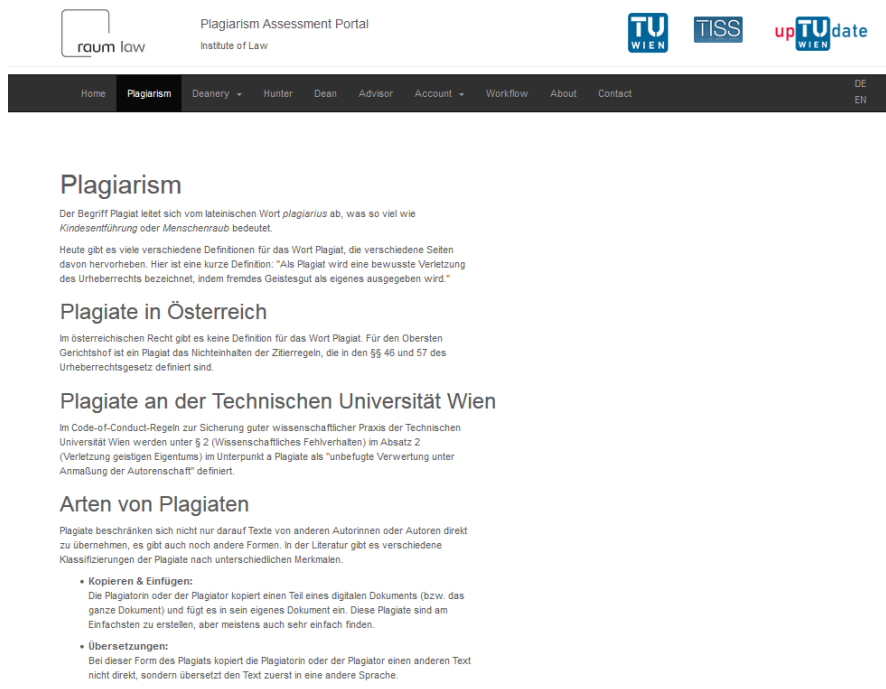 raum law
Plagiarism Assessment Portal
Institute of Law
TU
WIEN
TISS
upTUdate
WIEN
Home Plagiarism Deanery Hunter Dean Advisor Account Workflow About Contact
DE
EN
Plagiarism
Der Begriff Plagiat leitet sich vom lateinischen Wort plagiarius ab, was so viel wie
Kindesentführung oder Menschenraub bedeutet.
Heute gibt es viele verschiedene Definitionen für das Wort Plagiat, die verschiedene Seiten
davon hervorheben. Hier ist eine kurze Definition: "Als Plagiat wird eine bewusste Verletzung
des Urheberrechts bezeichnet, indem fremdes Geistesgut als eigenes ausgegeben wird."
Plagiate in Österreich
Im österreichischen Recht gibt es keine Definition für das Wort Plagiat. Für den Obersten
Gerichtshof ist ein Plagiat das Nichteinhalten der Zitierregeln, die in den §§ 46 und 57 des
Urheberrechtsgesetz definiert sind.
Plagiate an der Technischen Universität Wien
Im Code-of-Conduct-Regeln zur Sicherung guter wissenschaftlicher Praxis der Technischen
Universität Wien werden unter § 2 (Wissenschaftliches Fehlverhalten) im Absatz 2
(Verletzung geistigen Eigentums) im Unterpunkt a Plagiate als "unbefugte Verwertung unter
Anmaßung der Autorenschaft" definiert.
Arten von Plagiaten
Plagiate beschränken sich nicht nur darauf Texte von anderen Autorinnen oder Autoren direkt
zu übernehmen, es gibt auch noch andere Formen. In der Literatur gibt es verschiedene
Klassifizierungen der Plagiate nach unterschiedlichen Merkmalen.
• Kopieren & Einfügen:
Die Plagiatorin oder der Plagiator kopiert einen Teil eines digitalen Dokuments (bzw. das
ganze Dokument) und fügt es in sein eigenes Dokument ein. Diese Plagiate sind am
Einfachsten zu erstellen, aber meistens auch sehr einfach finden.
• Übersetzungen:
Bei dieser Form des Plagiats kopiert die Plagiatorin oder der Plagiator einen anderen Text
nicht direkt, sondern übersetzt den Text zuerst in eine andere Sprache.